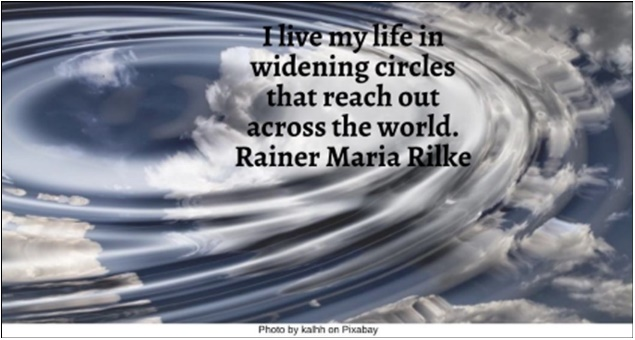 I live my life in
widening circles
that reach out
across the world.
Rainer Maria Rilke
Photo by kalhh on Pixabay